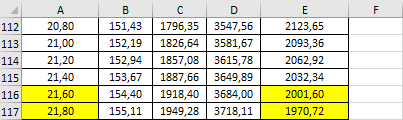 A B C D E F
112 20,80 151,43 1796,35 3547,56 2123,65
113 21,00 152,19 1826,64 3581,67 2093,36
114 21,20 152,94 1857,08 3615,78 2062,92
115 21,40 153,67 1887,66 3649,89 2032,34
116 21,60 154,40 1918,40 3684,00 2001,60
117 21,80 155,11 1949,28 3718,11 1970,72